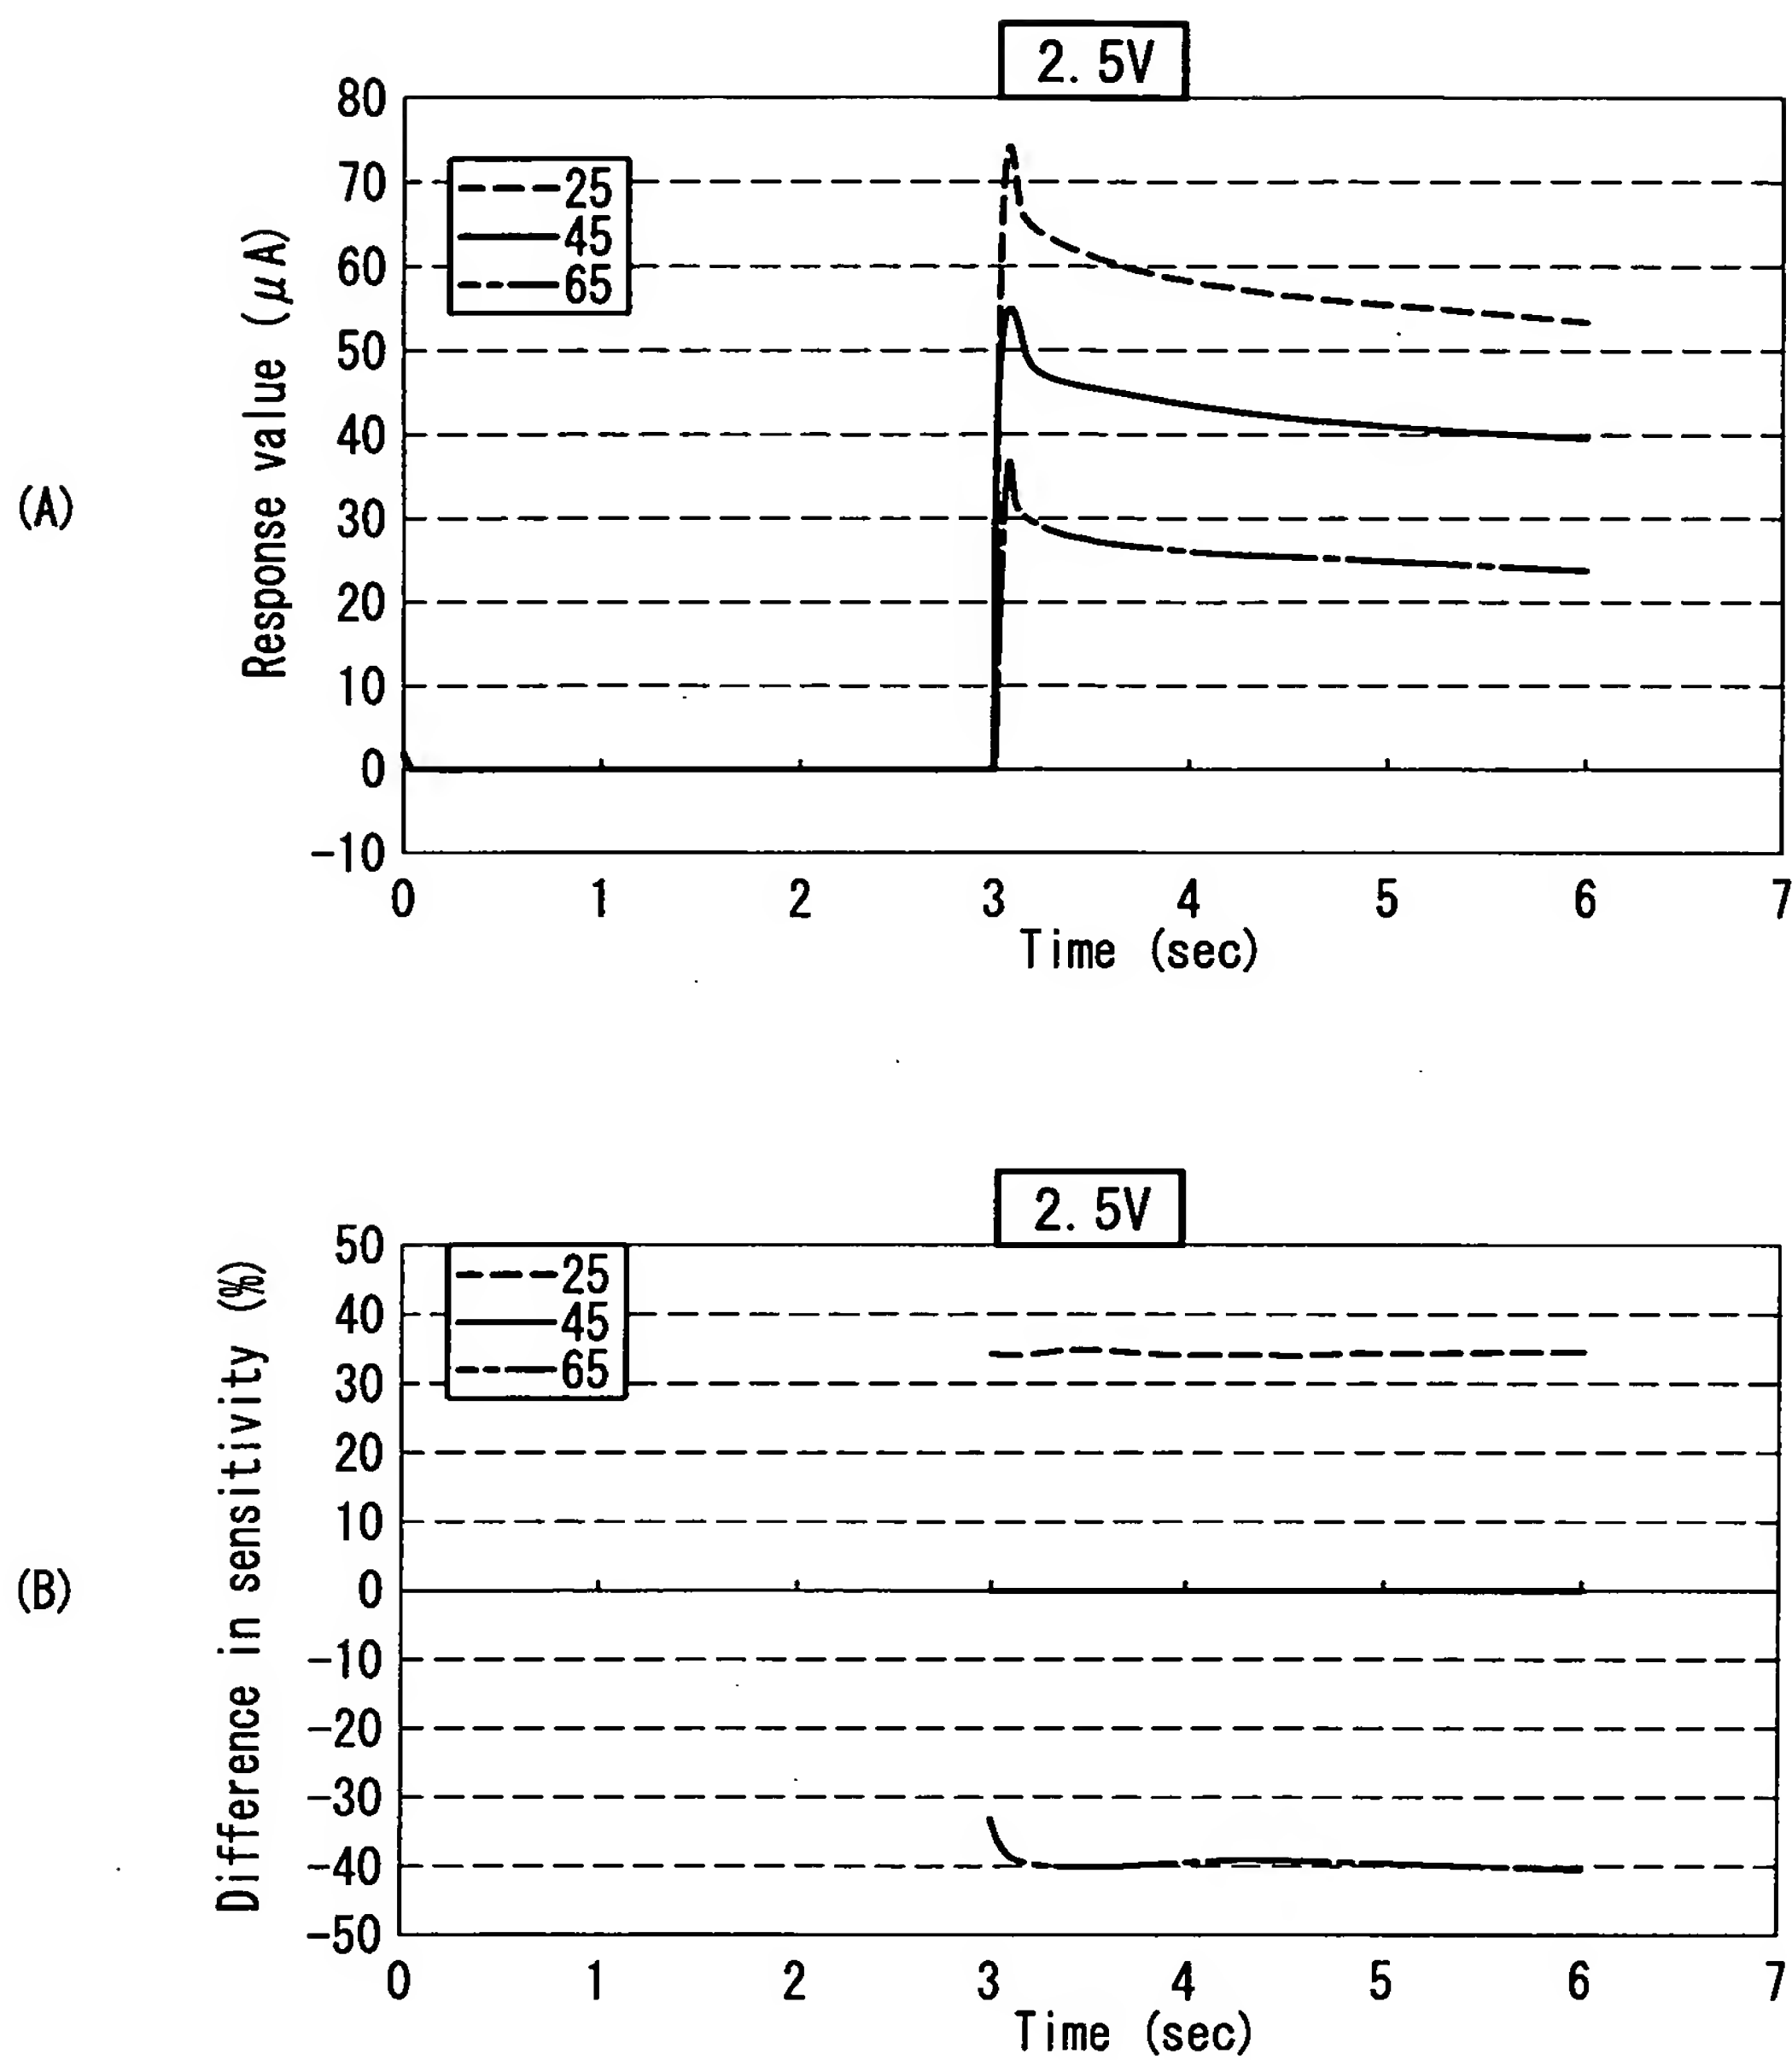 (A)
2. 5V
Response value (μA)
80
70
60
50
40
30
20
10
0
-10
25
45
65
0 1 2 3 4 5 6 7
Time (sec)
(B)
2. 5V
Difference in sensitivity (%)
50
40
30
20
10
0
-10
-20
-30
-40
-50
25
45
65
0 1 2 3 4 5 6 7
Time (sec)